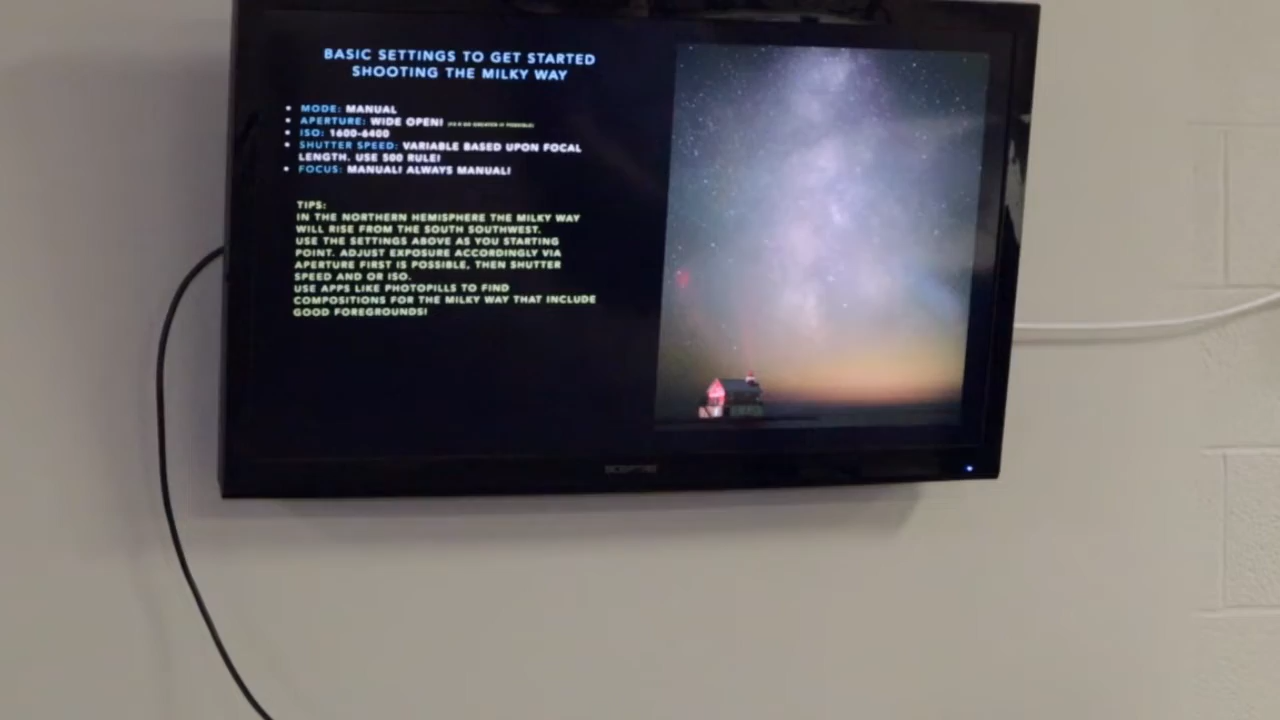 BASIC SETTINGS TO GET STARTED
SHOOTING THE MILKY WAY
• MODE: MANUAL
• APERTURE: WIDE OPEN!
• ISO: 1600-6400
• SHUTTER SPEED: VARIABLE BASED UPON FOCAL
LENGTH. USE 500 RULE!
• FOCUS: MANUAL! ALWAYS MANUAL!
TIPS:
IN THE NORTHERN HEMISPHERE THE MILKY WAY
WILL RISE FROM THE SOUTH SOUTHWEST.
USE THE SETTINGS ABOVE AS YOU STARTING
POINT. ADJUST EXPOSURE ACCORDINGLY VIA
APERTURE FIRST IS POSSIBLE, THEN SHUTTER
SPEED AND OR ISO.
USE APPS LIKE PHOTOPILLS TO FIND
COMPOSITIONS FOR THE MILKY WAY THAT INCLUDE
GOOD FOREGROUNDS!
SCEPTRE